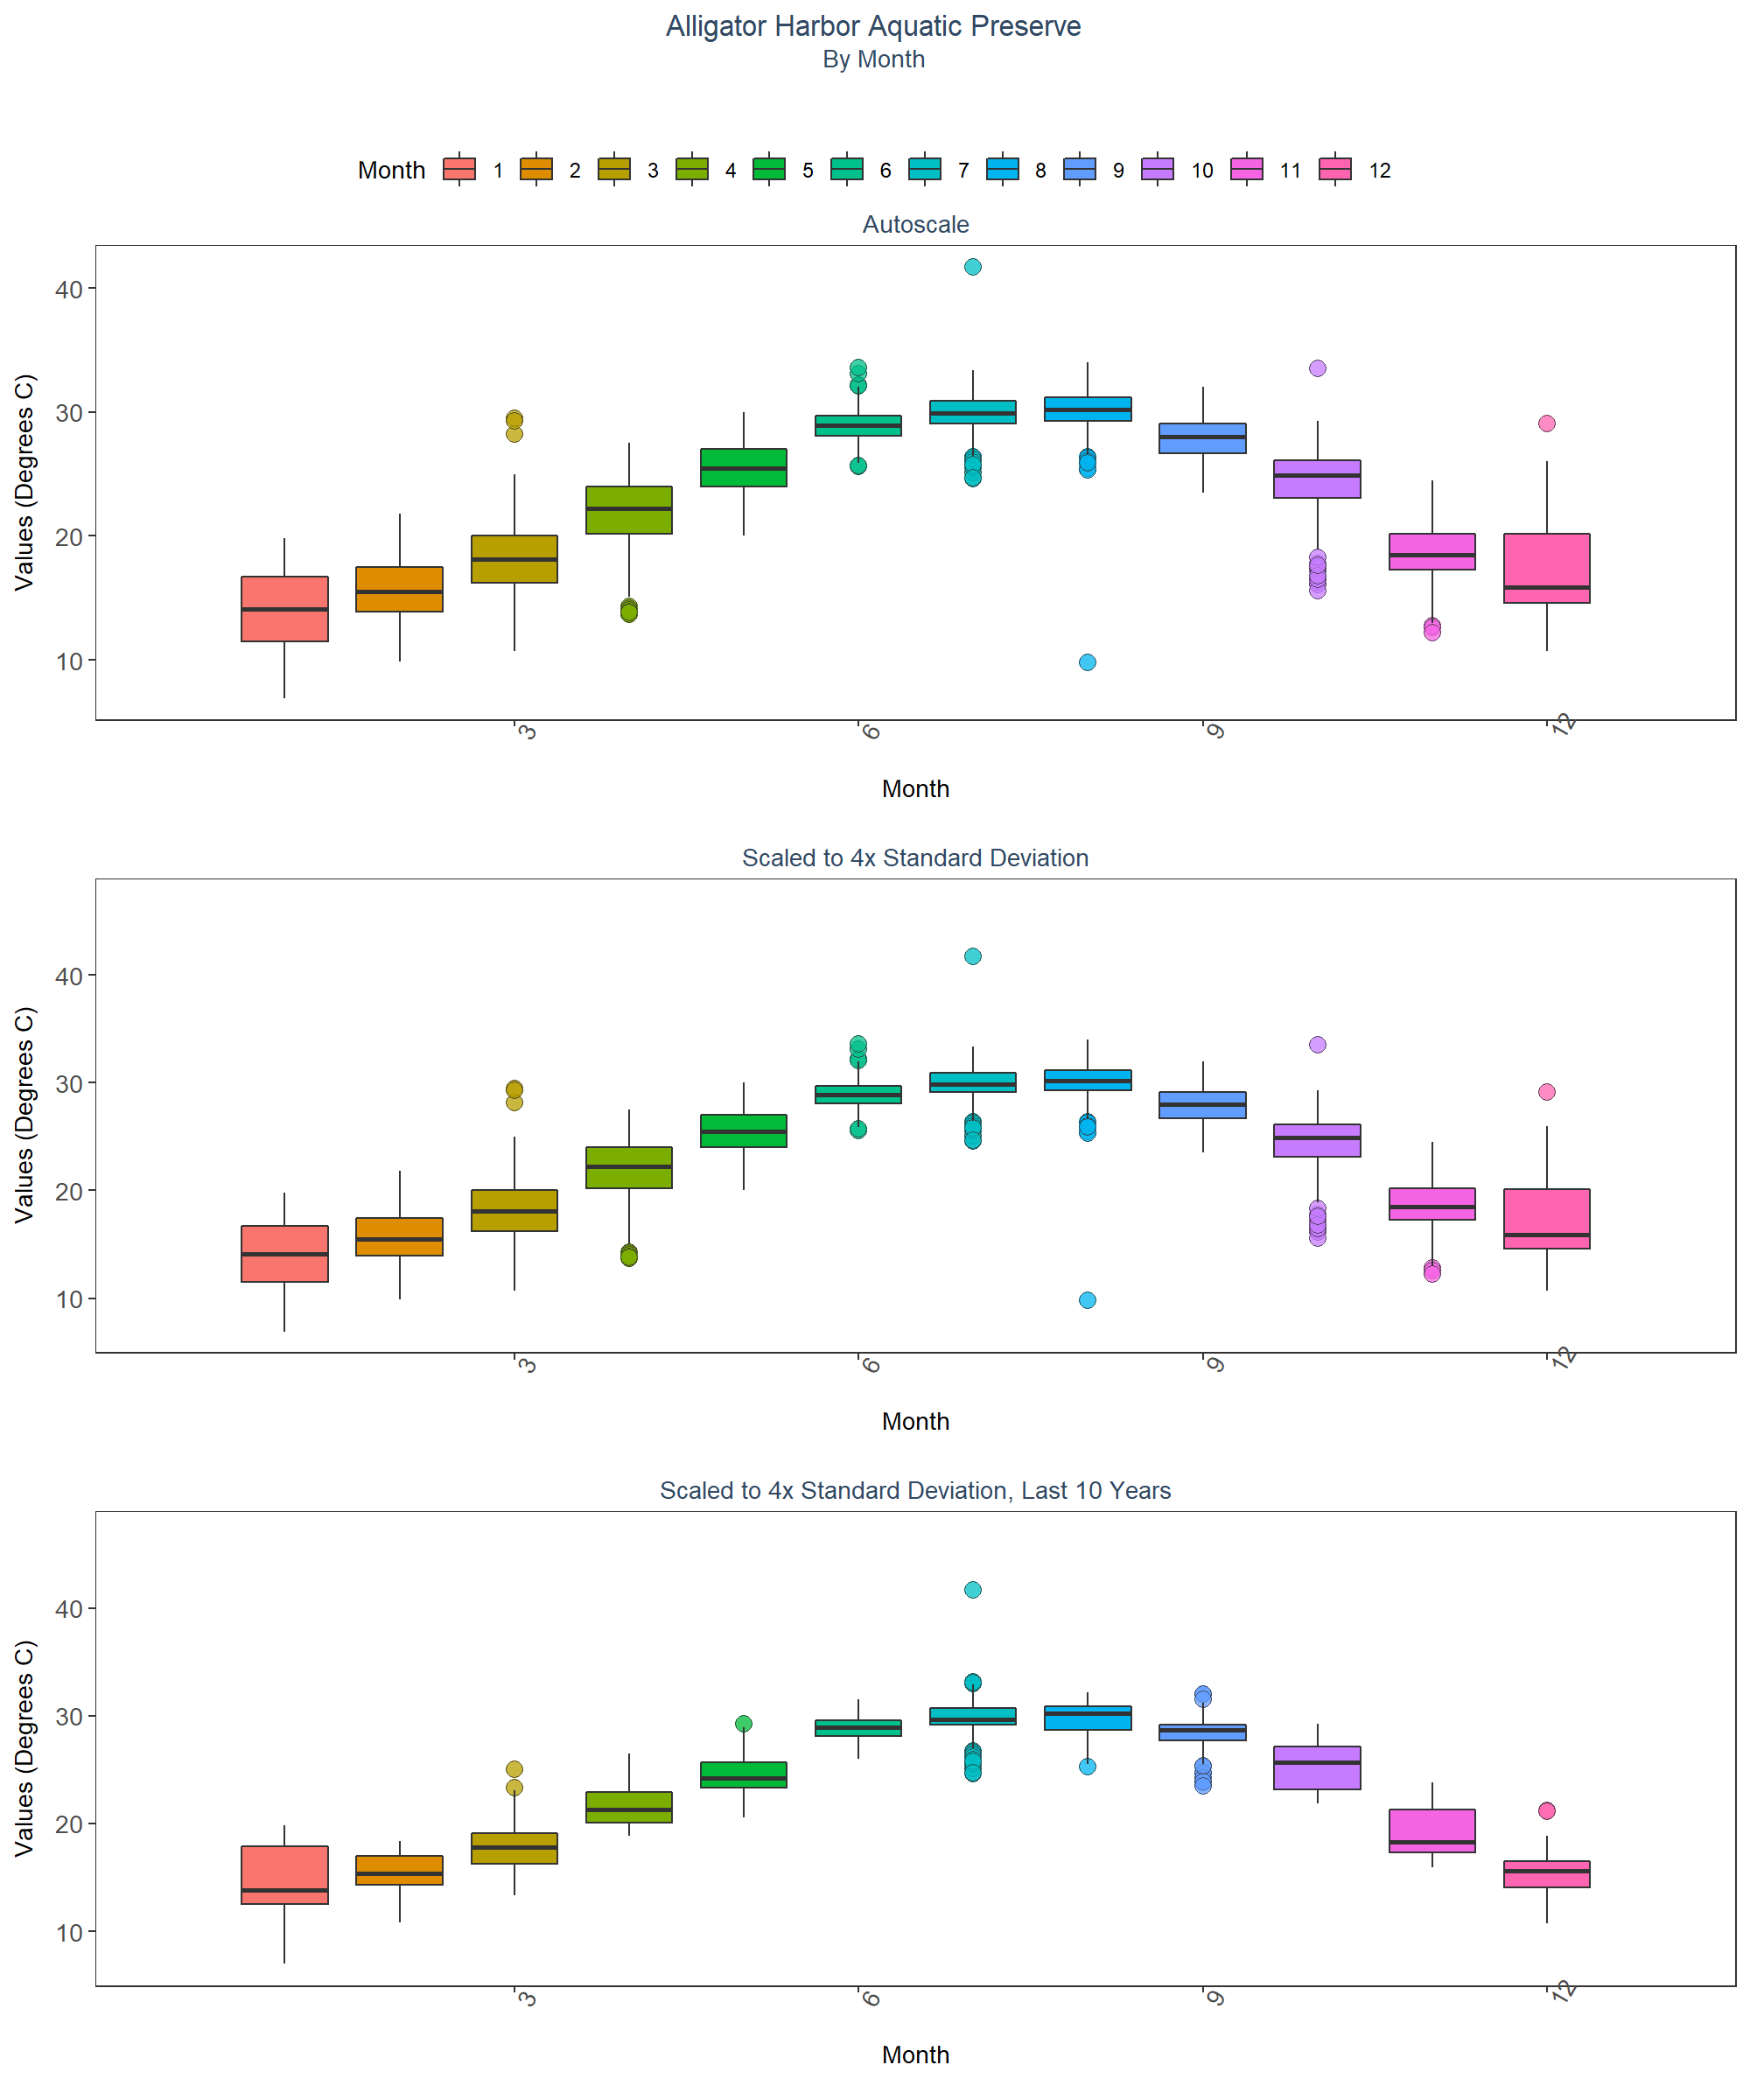 Alligator Harbor Aquatic Preserve
By Month
Month 1 2 3 4 5 6 7 8 9 10 11 12
Autoscale
Values (Degrees C)
40
30
20
10
3 6 9 12
Month
Scaled to 4x Standard Deviation
Values (Degrees C)
40
30
20
10
3 6 9 12
Month
Scaled to 4x Standard Deviation, Last 10 Years
Values (Degrees C)
40
30
20
10
3 6 9 12
Month